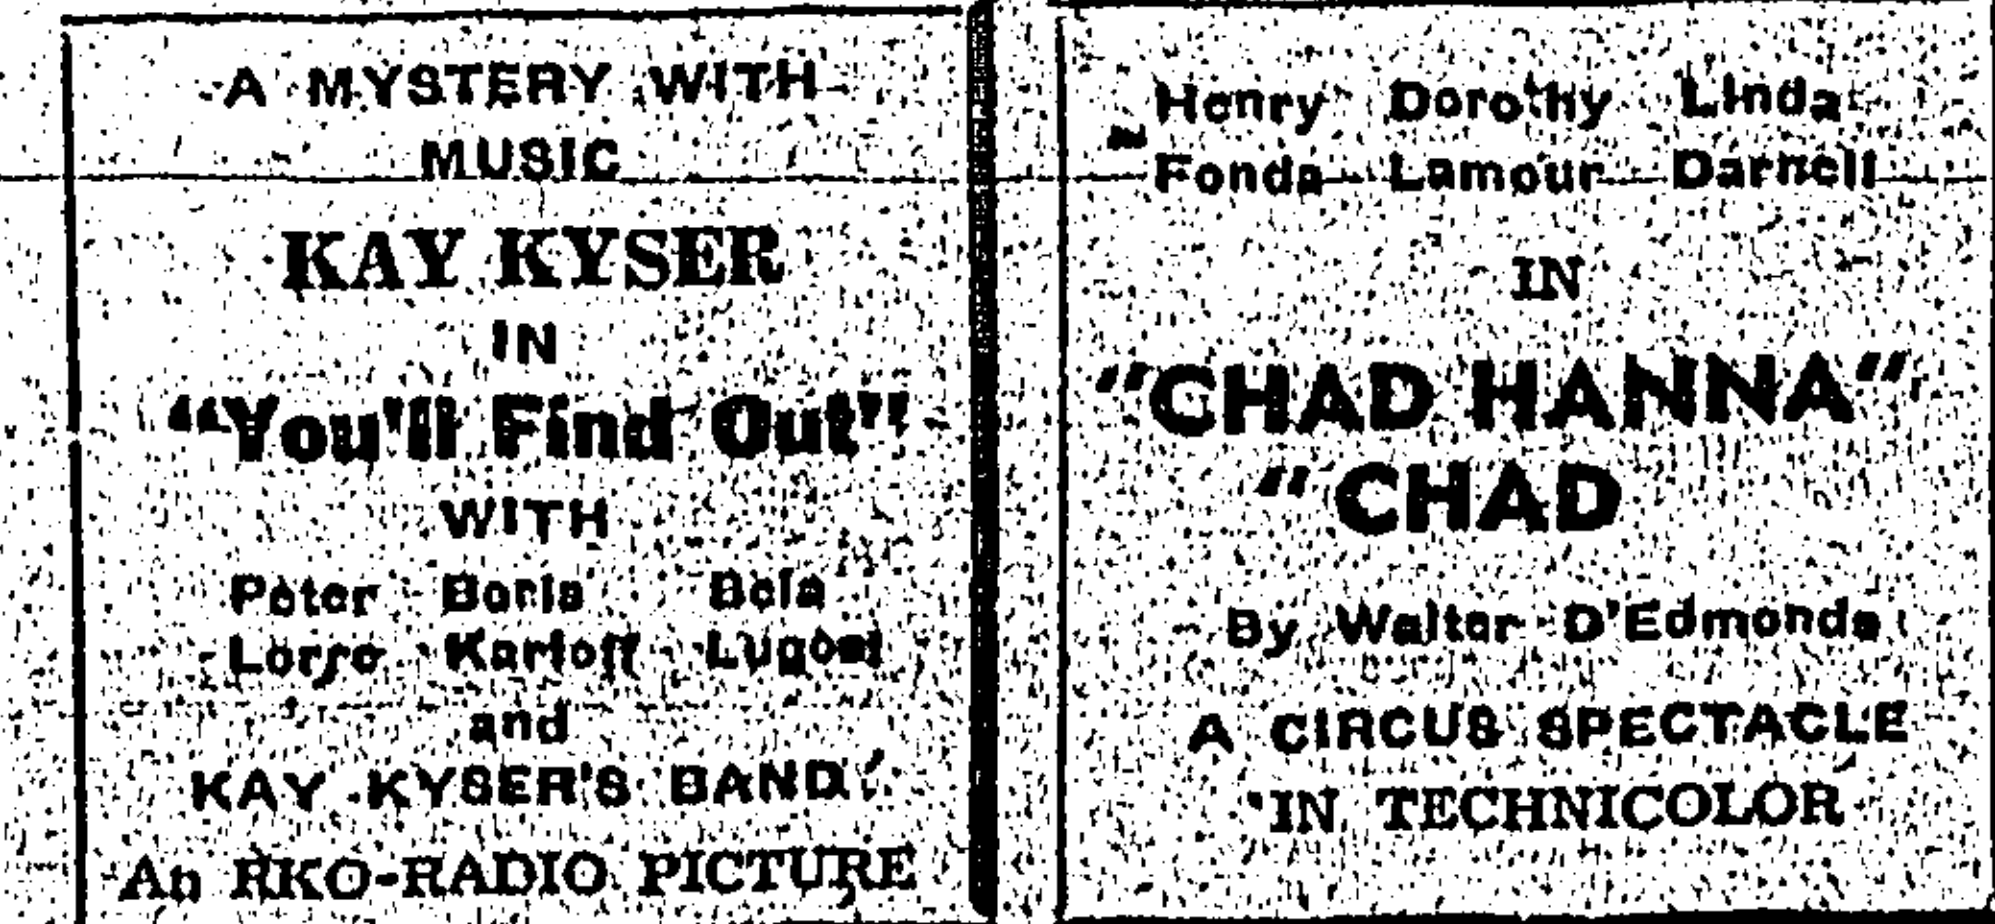 A MYSTERY WITH
MUSIC
KAY KYSER
IN
"You'll Find Out"
WITH
Peter Boris Bela
Lorre Karloff Lugosi
and
KAY KYSER'S BAND
An RKO-RADIO PICTURE
Henry Dorothy Linda
Fonda Lamour Darnell
IN
"CHAD HANNA"
"CHAD
By Walter D'Edmonds
A CIRCUS SPECTACLE
IN TECHNICOLOR